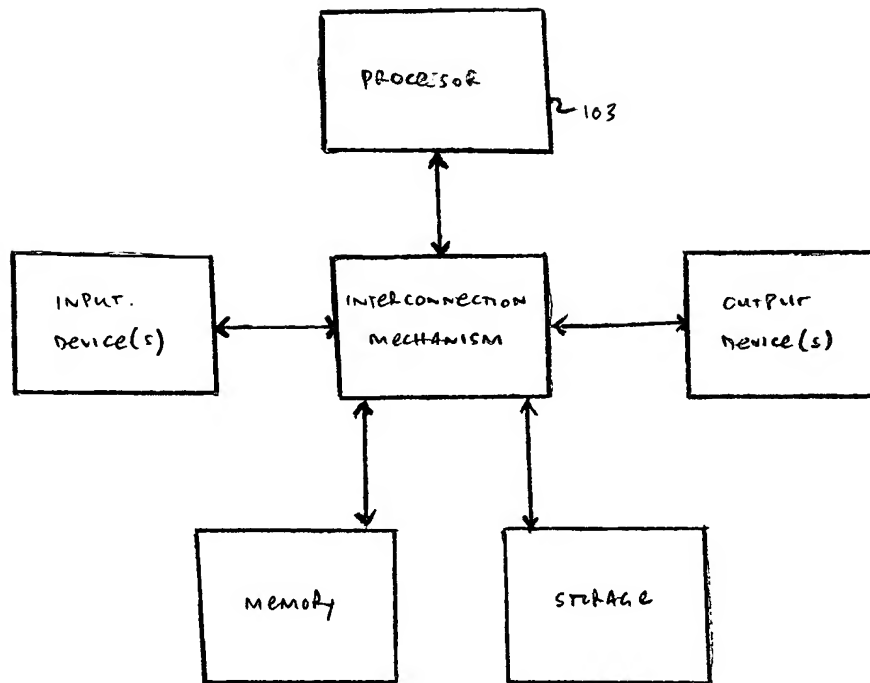 PROCESSOR
103
INPUT.
DEVICE(S)
INTERCONNECTION
MECHANISM
OUTPUT
DEVICE(S)
MEMORY
STORAGE